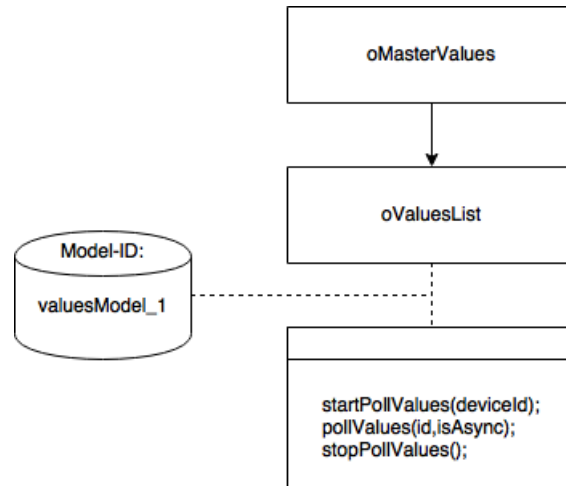 oMasterValues
oValuesList
Model-ID:
valuesModel_1
startPollValues(deviceId);
pollValues(id,isAsync);
stopPollValues();